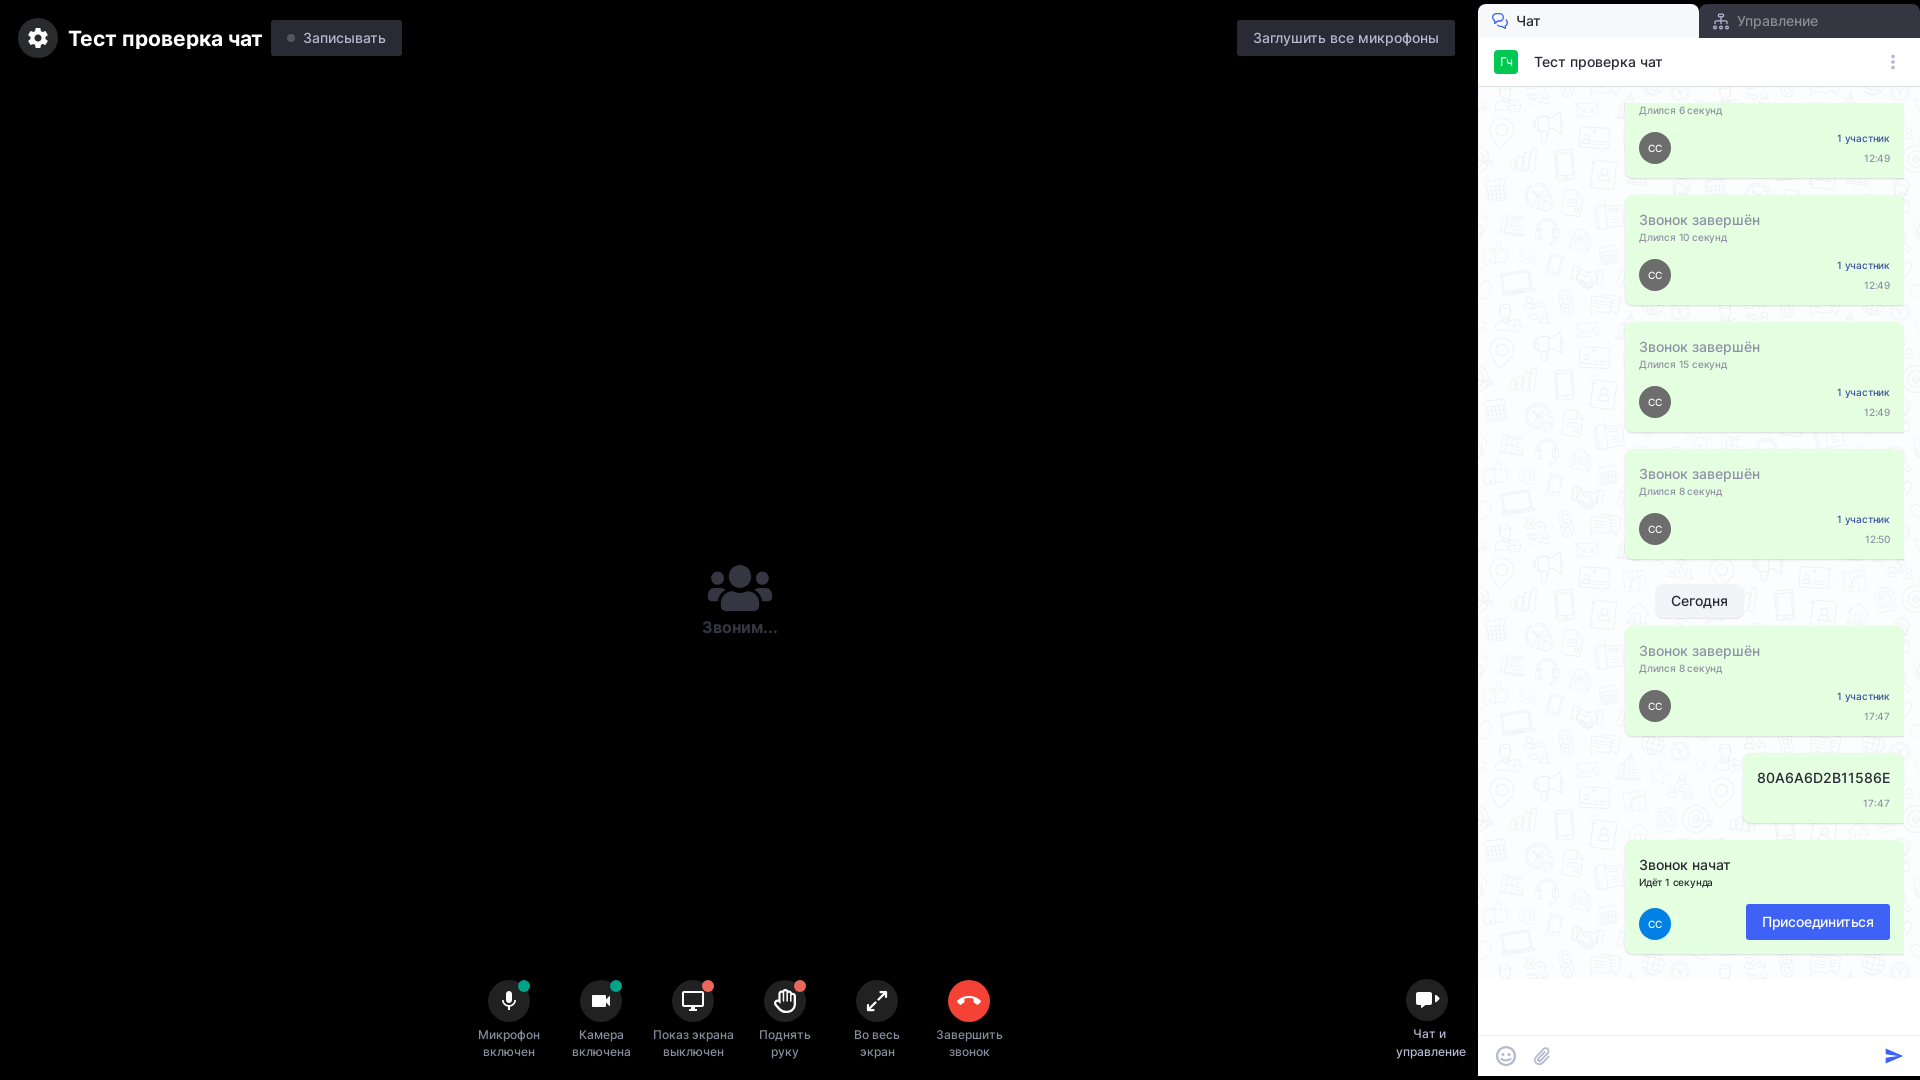 Тест проверка чат
Записывать
Заглушить все микрофоны
Звоним...
Микрофон
включен
Камера
включена
Показ экрана
выключен
Поднять
руку
Во весь
экран
Завершить
звонок
Чат и
управление
Чат
Управление
Гч
Тест проверка чат
Длился 6 секунд
СС
1 участник
12:49
Звонок завершён
Длился 10 секунд
СС
1 участник
12:49
Звонок завершён
Длился 15 секунд
СС
1 участник
12:49
Звонок завершён
Длился 8 секунд
СС
1 участник
12:50
Сегодня
Звонок завершён
Длился 8 секунд
СС
1 участник
17:47
80A6A6D2B11586E
17:47
Звонок начат
Идёт 1 секунда
СС
Присоединиться